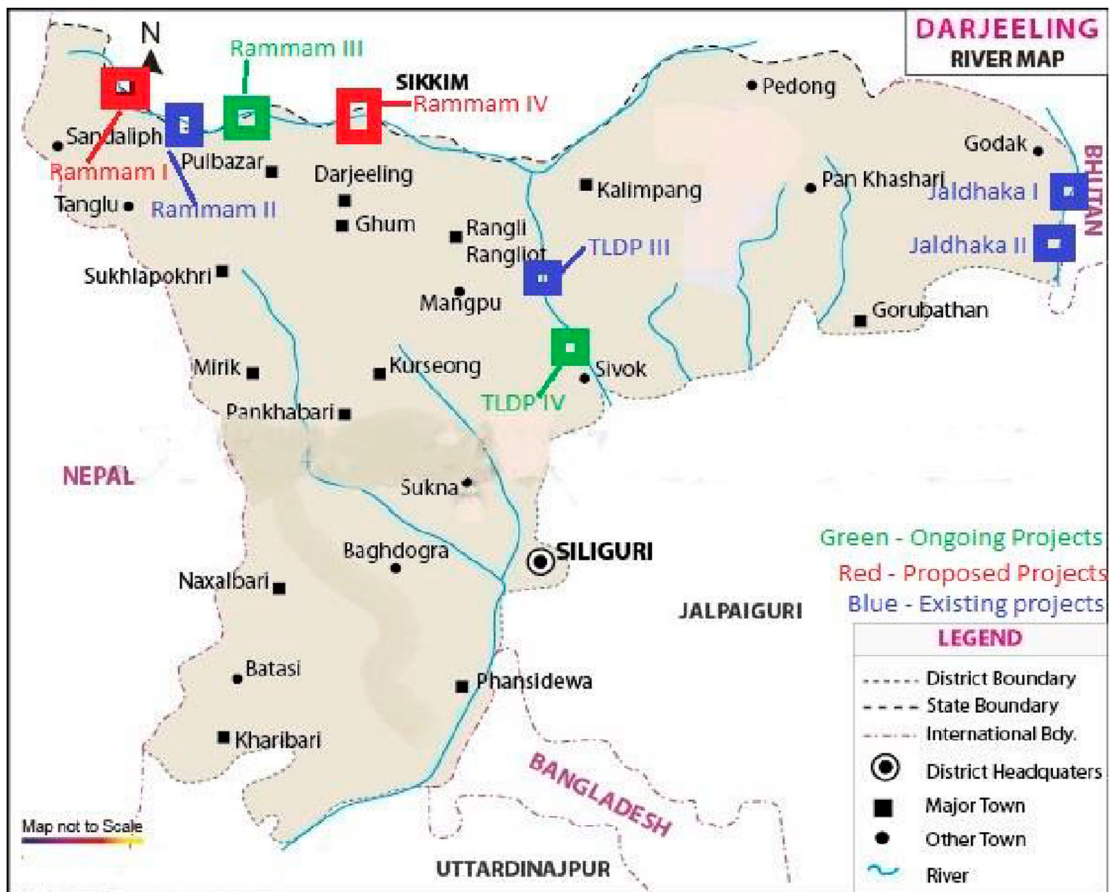 DARJEELING
RIVER MAP
N
Rammam III
SIKKIM
Rammam IV
Pedong
Sandaliph
Godak
BHUTAN
Rammam I
Pulbazar
Darjeeling
Kalimpang
Pan Khashari
Jaldhaka I
Tanglu
Rammam II
Ghum
Rangli
Rangliot
TLDP III
Jaldhaka II
Sukhlapokhri
Mangpu
Gorubathan
Mirik
Kurseong
Sivok
TLDP IV
Pankhabari
NEPAL
Sukna
Baghdogra
SILIGURI
Green - Ongoing Projects
Red - Proposed Projects
Blue - Existing projects
Naxalbari
JALPAIGURI
LEGEND
Batasi
Phansidewa
District Boundary
State Boundary
International Bdy.
Kharibari
BANGLADESH
District Headquaters
Major Town
Other Town
River
Map not to Scale
UTTARDINAJPUR